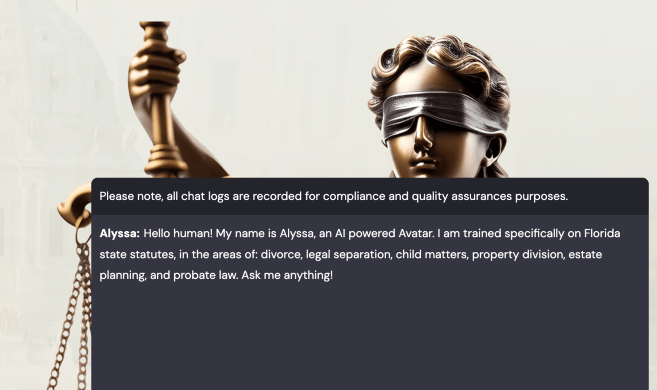 Please note, all chat logs are recorded for compliance and quality assurances purposes.
Alyssa: Hello human! My name is Alyssa, an AI powered Avatar. I am trained specifically on Florida
state statutes, in the areas of: divorce, legal separation, child matters, property division, estate
planning, and probate law. Ask me anything!